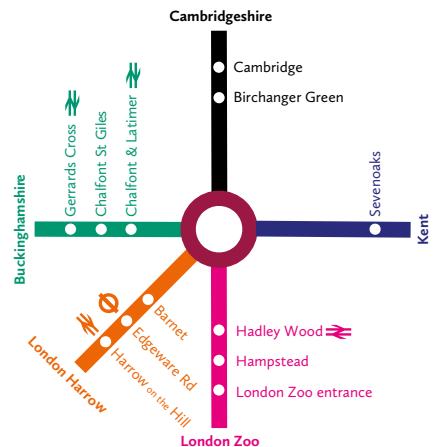 Cambridgeshire
Cambridge
Birchanger Green
Buckinghamshire
Gerrards Cross
Chalfont St Giles
Chalfont & Latimer
Sevenoaks
Kent
Barnet
Edgeware Rd
Harrow on the Hill
London Harrow
Hadley Wood
Hampstead
London Zoo entrance
London Zoo